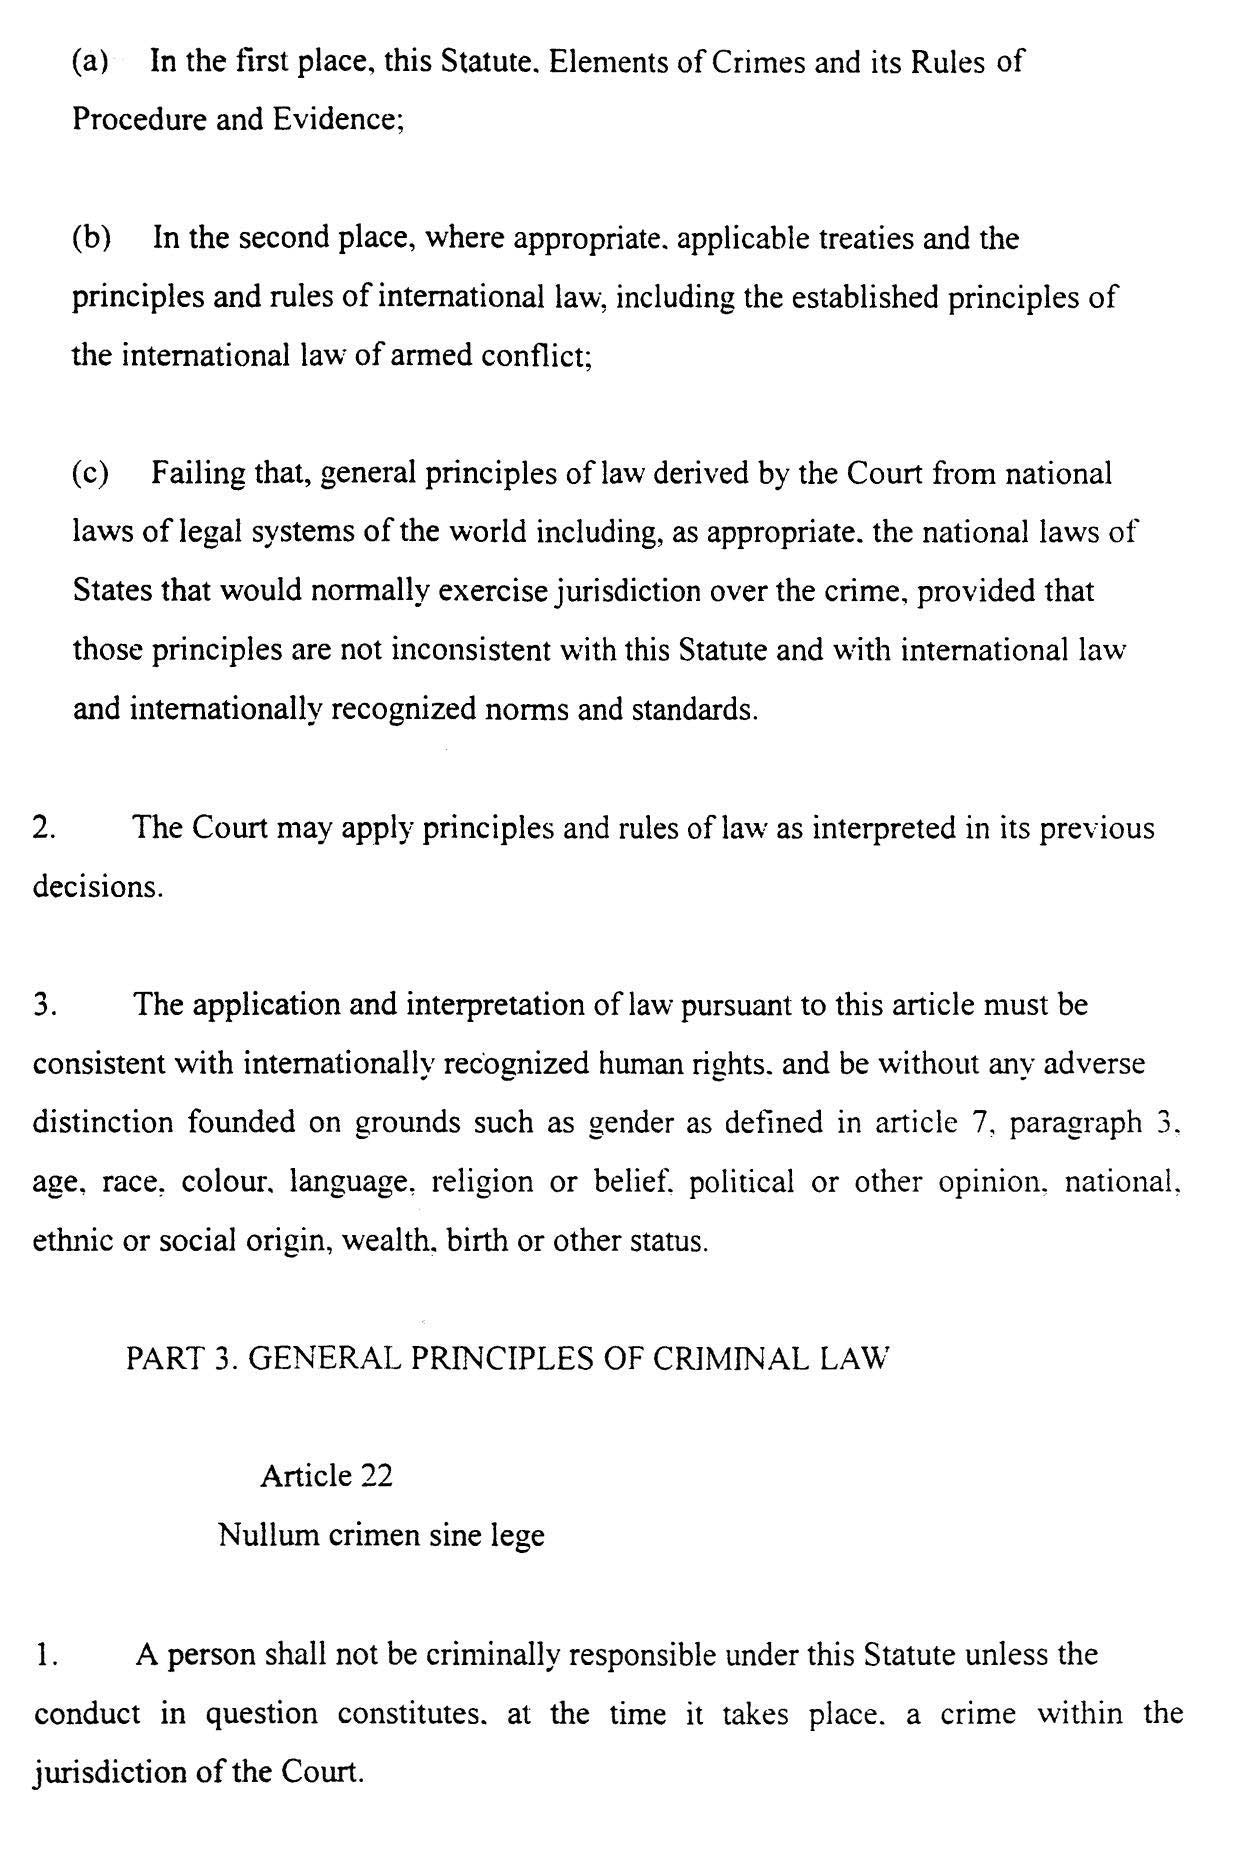 (a) In the first place, this Statute, Elements of Crimes and its Rules of
Procedure and Evidence;
(b) In the second place, where appropriate, applicable treaties and the
principles and rules of international law, including the established principles of
the international law of armed conflict;
(c) Failing that, general principles of law derived by the Court from national
laws of legal systems of the world including, as appropriate, the national laws of
States that would normally exercise jurisdiction over the crime, provided that
those principles are not inconsistent with this Statute and with international law
and internationally recognized norms and standards.
2. The Court may apply principles and rules of law as interpreted in its previous
decisions.
3. The application and interpretation of law pursuant to this article must be
consistent with internationally recognized human rights, and be without any adverse
distinction founded on grounds such as gender as defined in article 7, paragraph 3,
age, race, colour, language, religion or belief, political or other opinion, national,
ethnic or social origin, wealth, birth or other status.
PART 3. GENERAL PRINCIPLES OF CRIMINAL LAW
Article 22
Nullum crimen sine lege
1. A person shall not be criminally responsible under this Statute unless the
conduct in question constitutes, at the time it takes place, a crime within the
jurisdiction of the Court.